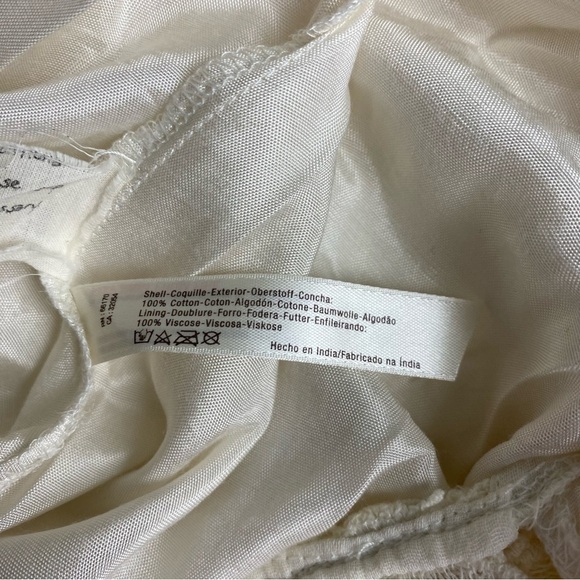 Shell-Coquille-Exterior-Oberstoff-Concha:
100% Cotton-Coton-Algodón-Cotone-Baumwolle-Algodão
Lining-Doublure-Forro-Fodera-Futter-Enfileirando:
100% Viscose-Viscosa-Viskose
Hecho en India/Fabricado na Índia